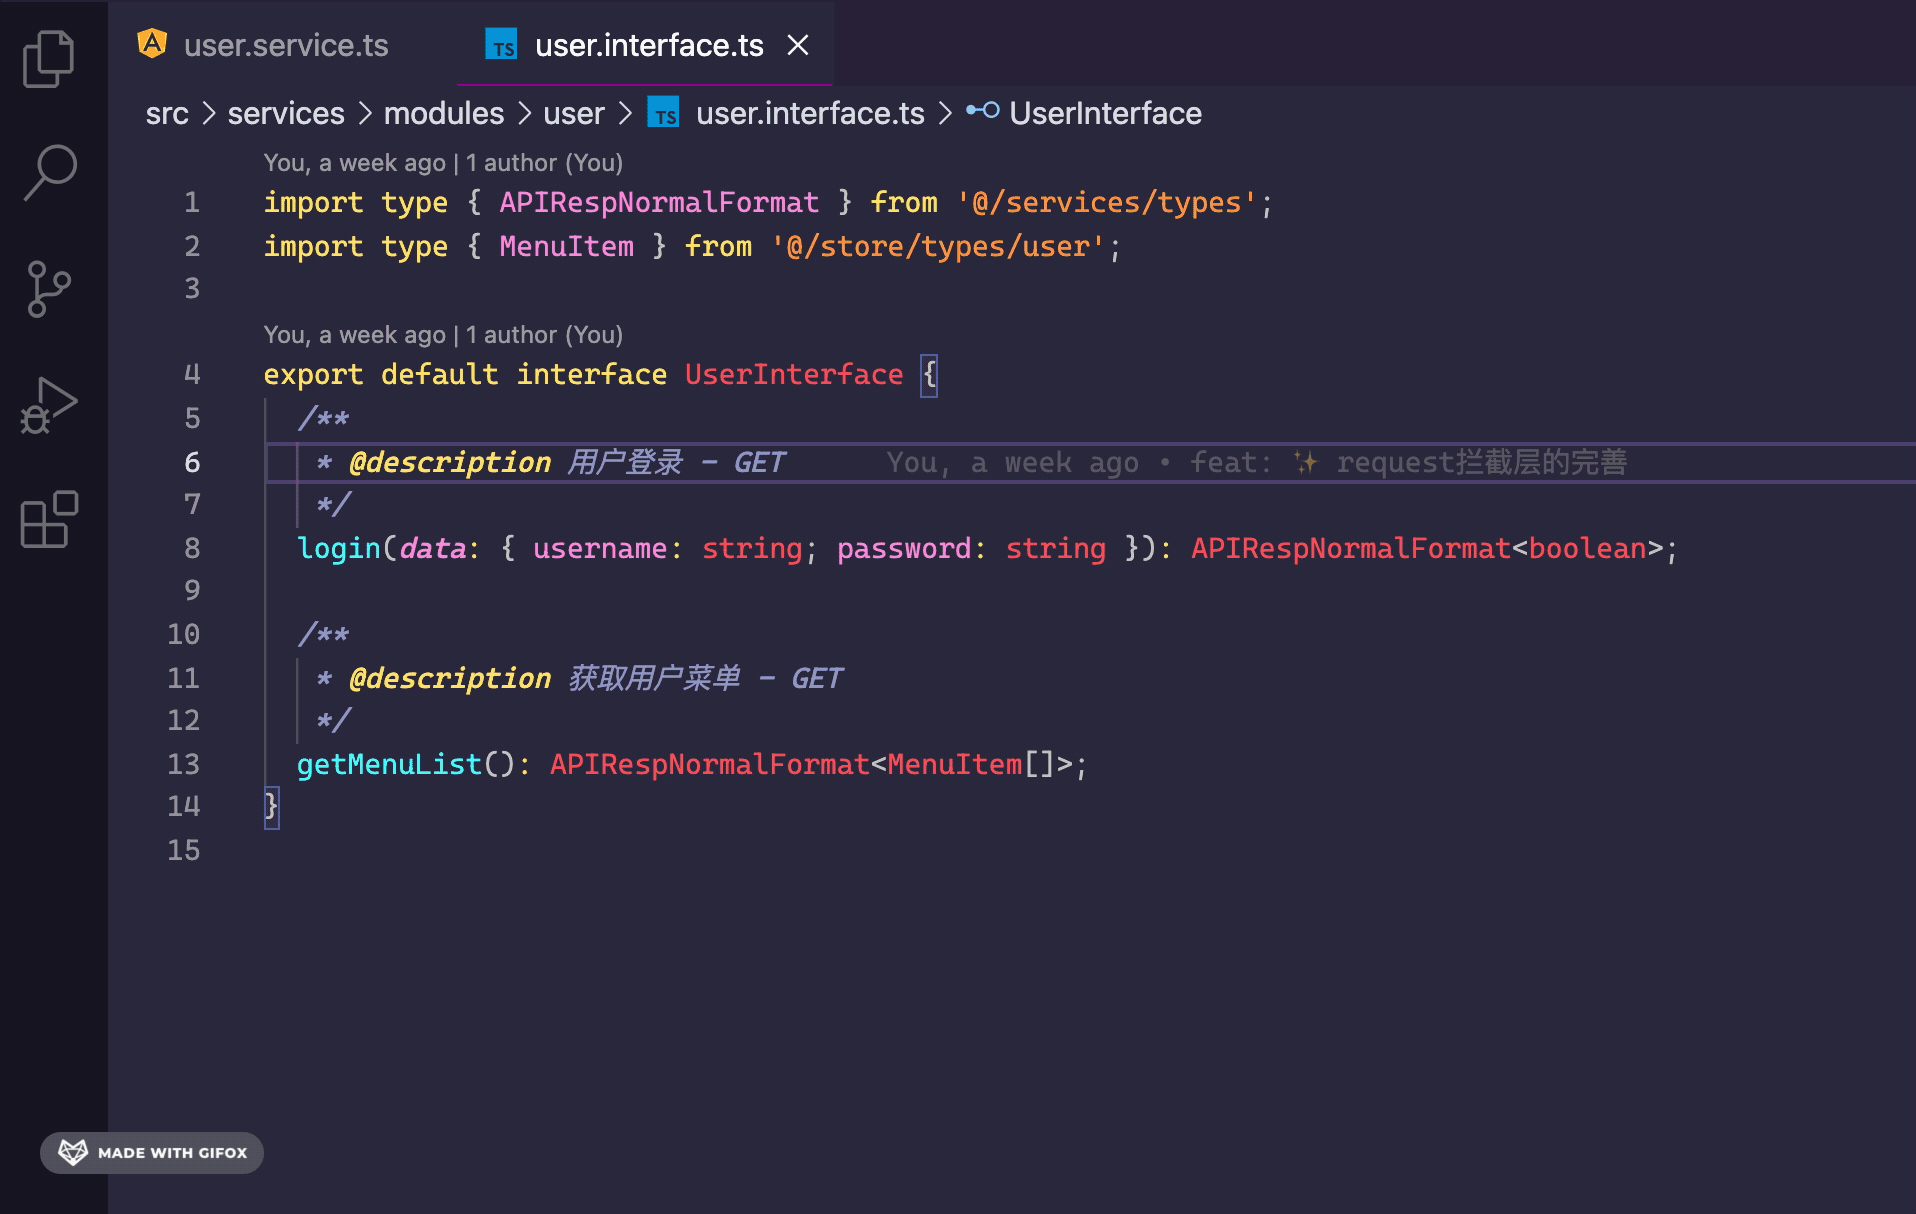 user.service.ts
TS user.interface.ts
src > services > modules > user > TS user.interface.ts > UserInterface
You, a week ago | 1 author (You)
1 import type { APIRespNormalFormat } from '@/services/types';
2 import type { MenuItem } from '@/store/types/user';
3
You, a week ago | 1 author (You)
4 export default interface UserInterface {
5 /**
6 * @description 用户登录 - GET You, a week ago • feat: ✨ request拦截层的完善
7 */
8 login(data: { username: string; password: string }): APIRespNormalFormat<boolean>;
9
10 /**
11 * @description 获取用户菜单 - GET
12 */
13 getMenuList(): APIRespNormalFormat<MenuItem[]>;
14 }
15
MADE WITH GIFOX